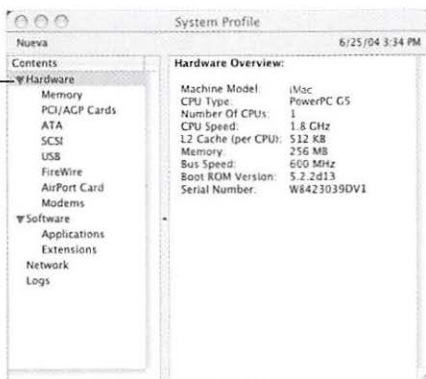 System Profile
Nueva 6/25/04 3:34 PM
Contents
Hardware
Memory
PCI/AGP Cards
ATA
SCSI
USB
FireWire
AirPort Card
Modems
Software
Applications
Extensions
Network
Logs
Hardware Overview:
Machine Model: iMac
CPU Type: PowerPC G5
Number Of CPUs: 1
CPU Speed: 1.8 GHz
L2 Cache (per CPU): 512 KB
Memory: 256 MB
Bus Speed: 600 MHz
Boot ROM Version: 5.2.2d13
Serial Number: W8423039DV1